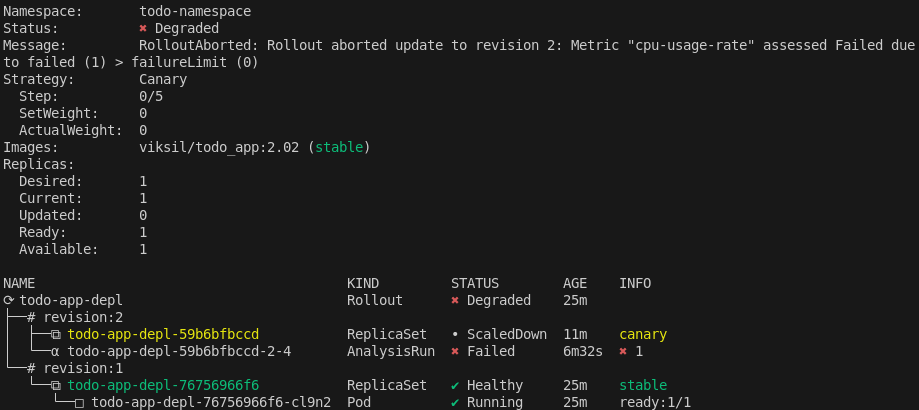 Namespace:       todo-namespace
Status:          ✖ Degraded
Message:         RolloutAborted: Rollout aborted update to revision 2: Metric "cpu-usage-rate" assessed Failed due
to failed (1) > failureLimit (0)
Strategy:        Canary
  Step:          0/5
  SetWeight:     0
  ActualWeight:  0
Images:          viksil/todo_app:2.02 (stable)
Replicas:
  Desired:       1
  Current:       1
  Updated:       0
  Ready:         1
  Available:     1

NAME                                       KIND         STATUS        AGE    INFO
⟳ todo-app-depl                            Rollout      ✖ Degraded    25m
├──# revision:2
│  ├──⧉ todo-app-depl-59b6bfbccd           ReplicaSet   • ScaledDown  11m    canary
│  └──α todo-app-depl-59b6bfbccd-2-4       AnalysisRun  ✖ Failed      6m32s  ✖ 1
└──# revision:1
   └──⧉ todo-app-depl-76756966f6           ReplicaSet   ✔ Healthy     25m    stable
      └──□ todo-app-depl-76756966f6-cl9n2  Pod          ✔ Running     25m    ready:1/1